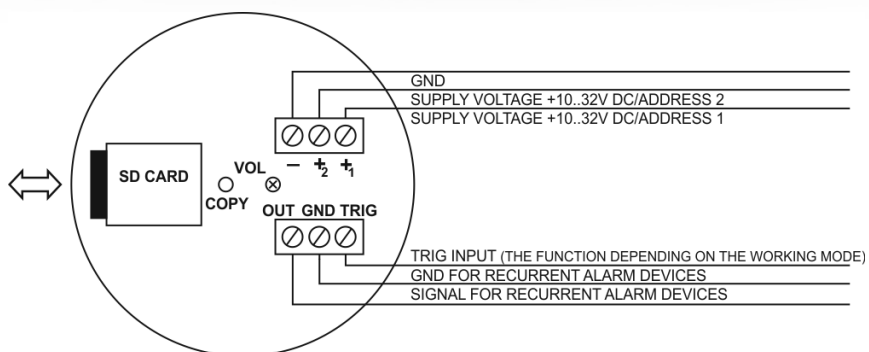 GND
SUPPLY VOLTAGE +10..32V DC/ADDRESS 2
SUPPLY VOLTAGE +10..32V DC/ADDRESS 1
– +2 +1
SD CARD
VOL
COPY
OUT GND TRIG
TRIG INPUT (THE FUNCTION DEPENDING ON THE WORKING MODE)
GND FOR RECURRENT ALARM DEVICES
SIGNAL FOR RECURRENT ALARM DEVICES